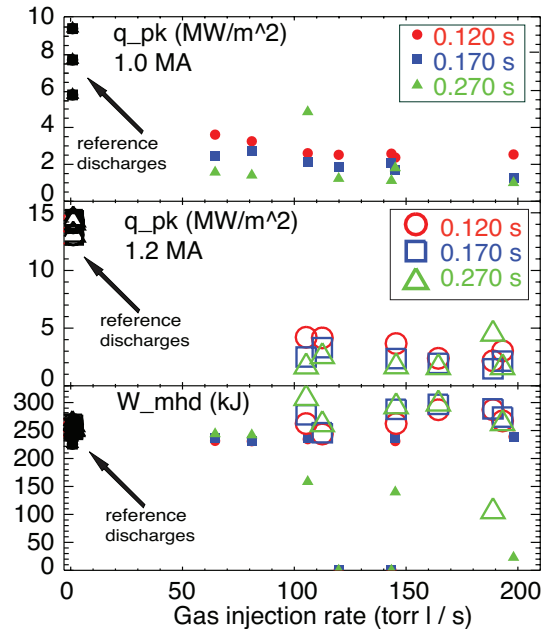 10
q_pk (MW/m^2)
1.0 MA
0.120 s
0.170 s
0.270 s
8
6
4
2
0
reference
discharges
15
q_pk (MW/m^2)
1.2 MA
0.120 s
0.170 s
0.270 s
10
5
0
reference
discharges
W_mhd (kJ)
300
250
200
150
100
50
0
reference
discharges
0 50 100 150 200
Gas injection rate (torr l / s)